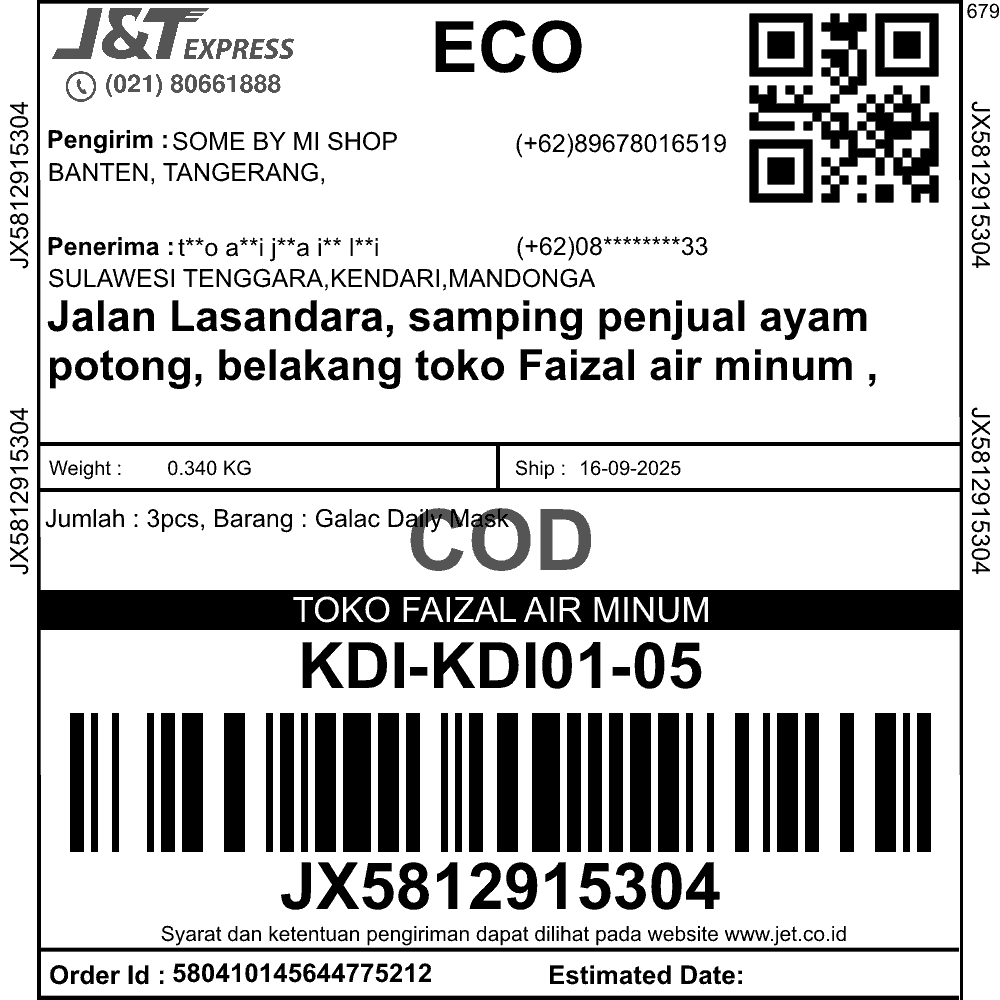 J&T EXPRESS
(021) 80661888
ECO
679
Pengirim : SOME BY MI SHOP (+62)89678016519
BANTEN, TANGERANG,
Penerima : t**o a**i j**a i** l**i (+62)08********33
SULAWESI TENGGARA,KENDARI,MANDONGA
Jalan Lasandara, samping penjual ayam
potong, belakang toko Faizal air minum ,
Weight : 0.340 KG
Ship : 16-09-2025
Jumlah : 3pcs, Barang : Galac Daily Mask
COD
TOKO FAIZAL AIR MINUM
KDI-KDI01-05
JX5812915304
Syarat dan ketentuan pengiriman dapat dilihat pada website www.jet.co.id
Order Id : 580410145644775212
Estimated Date:
JX5812915304
JX5812915304
JX5812915304
JX5812915304